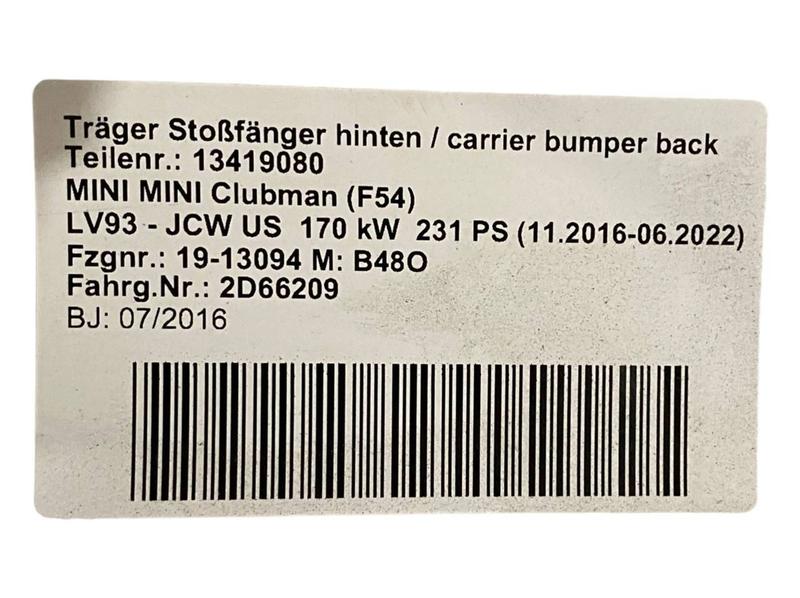 Träger Stoßfänger hinten / carrier bumper back
Teilenr.: 13419080
MINI MINI Clubman (F54)
LV93 - JCW US 170 kW 231 PS (11.2016-06.2022)
Fzgnr.: 19-13094 M: B48O
Fahrg.Nr.: 2D66209
BJ: 07/2016